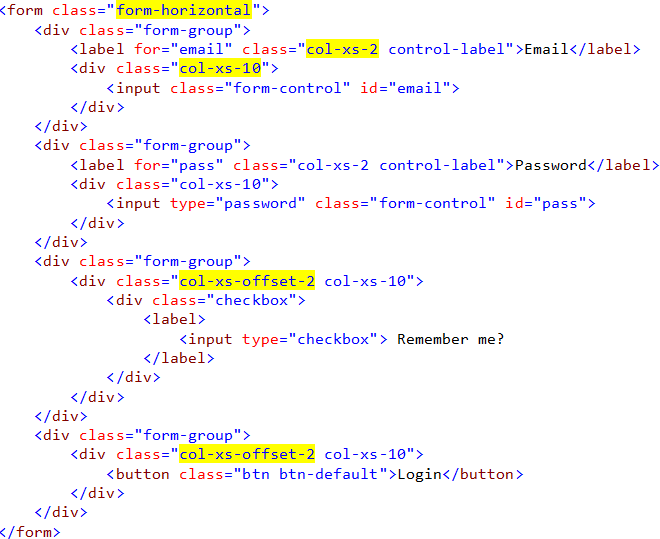 <form class="form-horizontal">
    <div class="form-group">
        <label for="email" class="col-xs-2 control-label">Email</label>
        <div class="col-xs-10">
            <input class="form-control" id="email">
        </div>
    </div>
    <div class="form-group">
        <label for="pass" class="col-xs-2 control-label">Password</label>
        <div class="col-xs-10">
            <input type="password" class="form-control" id="pass">
        </div>
    </div>
    <div class="form-group">
        <div class="col-xs-offset-2 col-xs-10">
            <div class="checkbox">
                <label>
                    <input type="checkbox"> Remember me?
                </label>
            </div>
        </div>
    </div>
    <div class="form-group">
        <div class="col-xs-offset-2 col-xs-10">
            <button class="btn btn-default">Login</button>
        </div>
    </div>
</form>